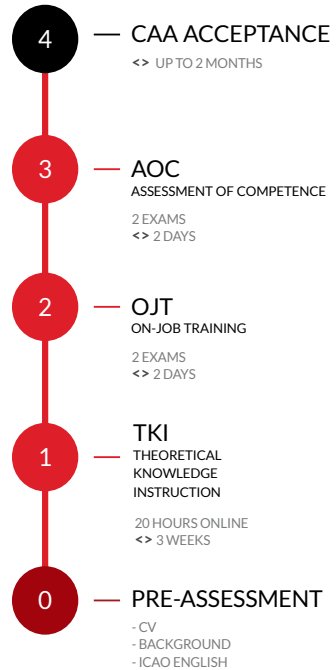 4
CAA ACCEPTANCE
<> UP TO 2 MONTHS
3
AOC
ASSESSMENT OF COMPETENCE
2 EXAMS
<> 2 DAYS
2
OJT
ON-JOB TRAINING
2 EXAMS
<> 2 DAYS
1
TKI
THEORETICAL
KNOWLEDGE
INSTRUCTION
20 HOURS ONLINE
<> 3 WEEKS
0
PRE-ASSESSMENT
- CV
- BACKGROUND
- ICAO ENGLISH